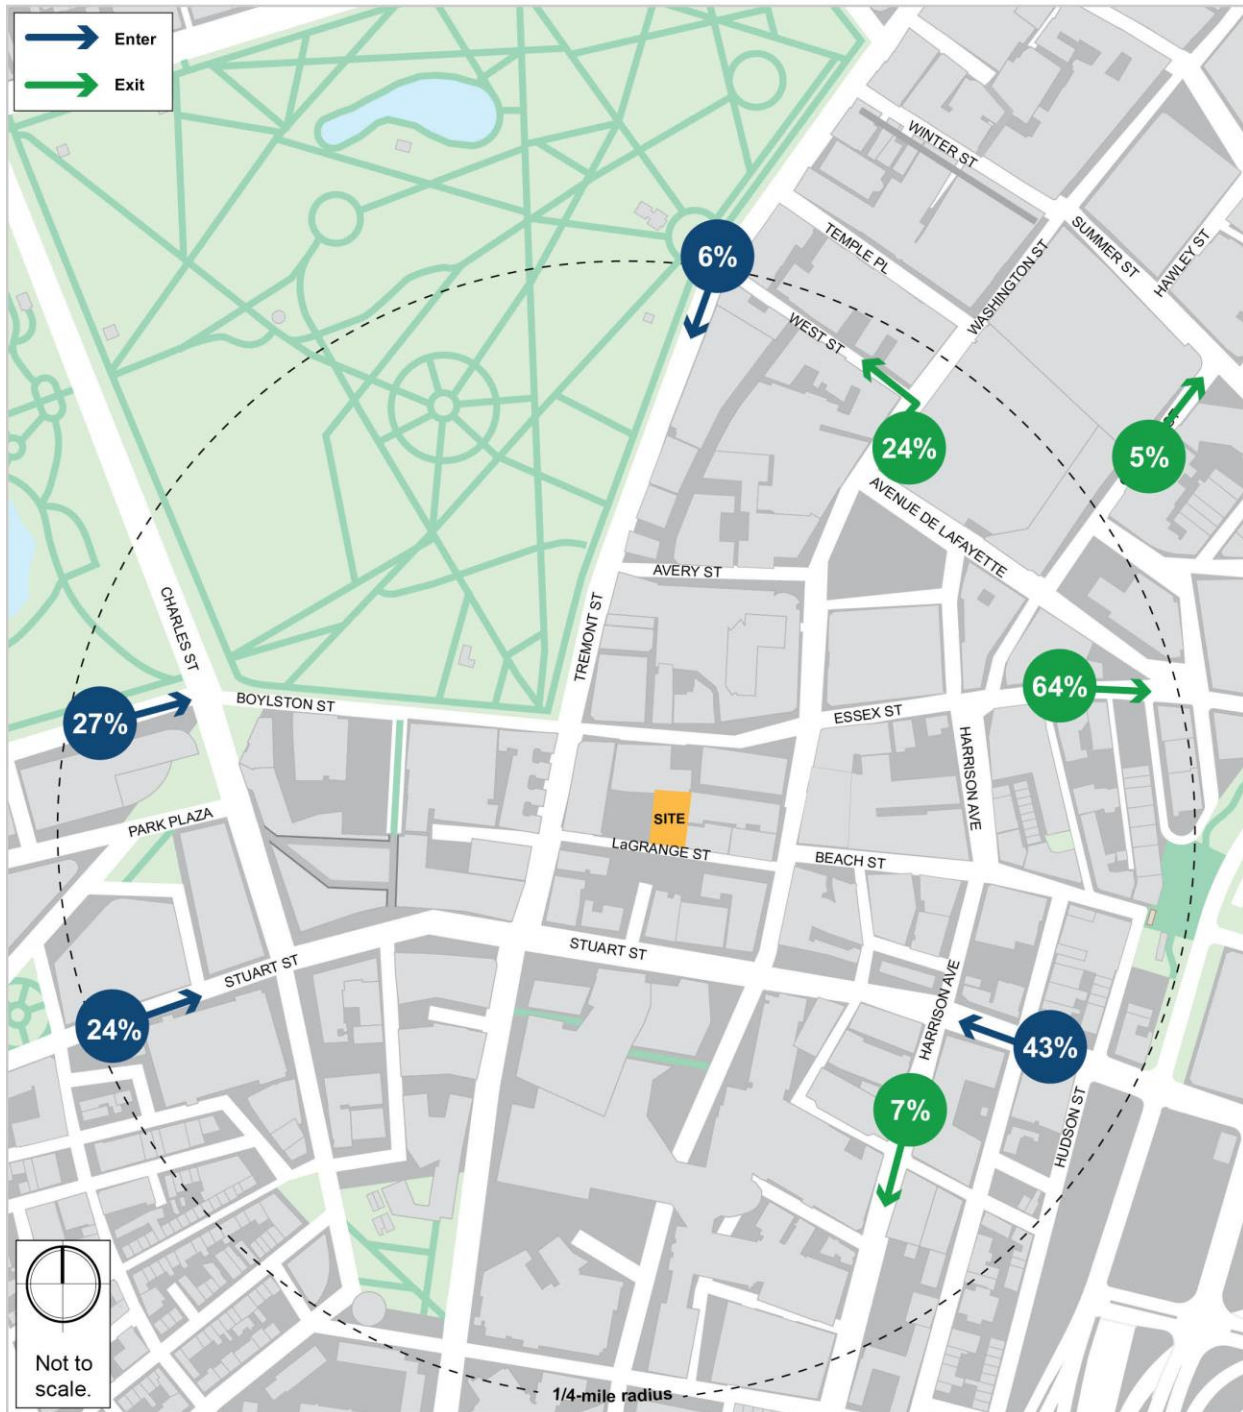 Enter
Exit
WINTER ST
SUMMER ST
HAWLEY ST
TEMPLE PL
WASHINGTON ST
6%
WEST ST
24%
5%
AVENUE DE LAFAYETTE
AVERY ST
CHARLES ST
TREMONT ST
BOYLSTON ST
27%
64%
ESSEX ST
HARRISON AVE
PARK PLAZA
SITE
LaGRANGE ST
BEACH ST
STUART ST
STUART ST
24%
HARRISON AVE
43%
7%
HUDSON ST
Not to
scale.
1/4-mile radius